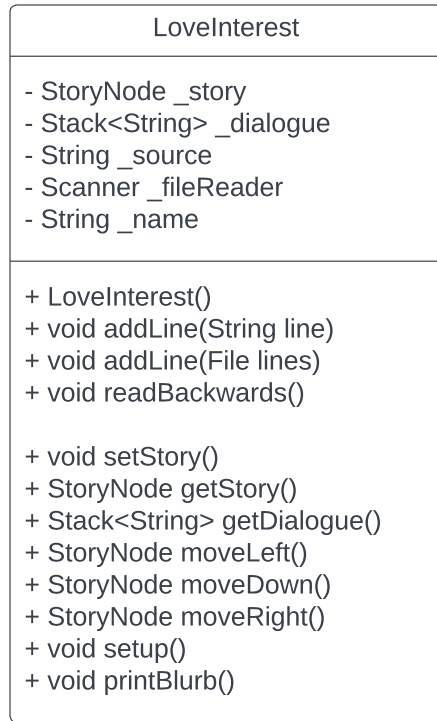 LoveInterest
- StoryNode _story
- Stack<String> _dialogue
- String _source
- Scanner _fileReader
- String _name
+ LoveInterest()
+ void addLine(String line)
+ void addLine(File lines)
+ void readBackwards()
+ void setStory()
+ StoryNode getStory()
+ Stack<String> getDialogue()
+ StoryNode moveLeft()
+ StoryNode moveDown()
+ StoryNode moveRight()
+ void setup()
+ void printBlurb()